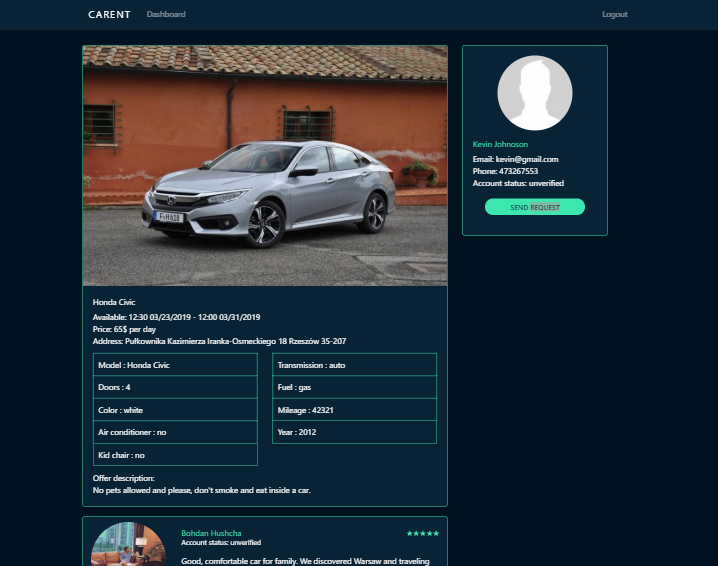 CARENT Dashboard Logout
Honda Civic
Available: 12:30 03/23/2019 - 12:00 03/31/2019
Price: 65$ per day
Address: Pułkownika Kazimierza Iranka-Osmeckiego 18 Rzeszów 35-207
Model : Honda Civic
Doors : 4
Color : white
Air conditioner : no
Kid chair : no
Transmission : auto
Fuel : gas
Mileage : 42321
Year : 2012
Offer description:
No pets allowed and please, don't smoke and eat inside a car.
Bohdan Hushcha ★★★★★
Account status: unverified
Good, comfortable car for family. We discovered Warsaw and traveling
Kevin Johnoson
Email: kevin@gmail.com
Phone: 473267553
Account status: unverified
SEND REQUEST